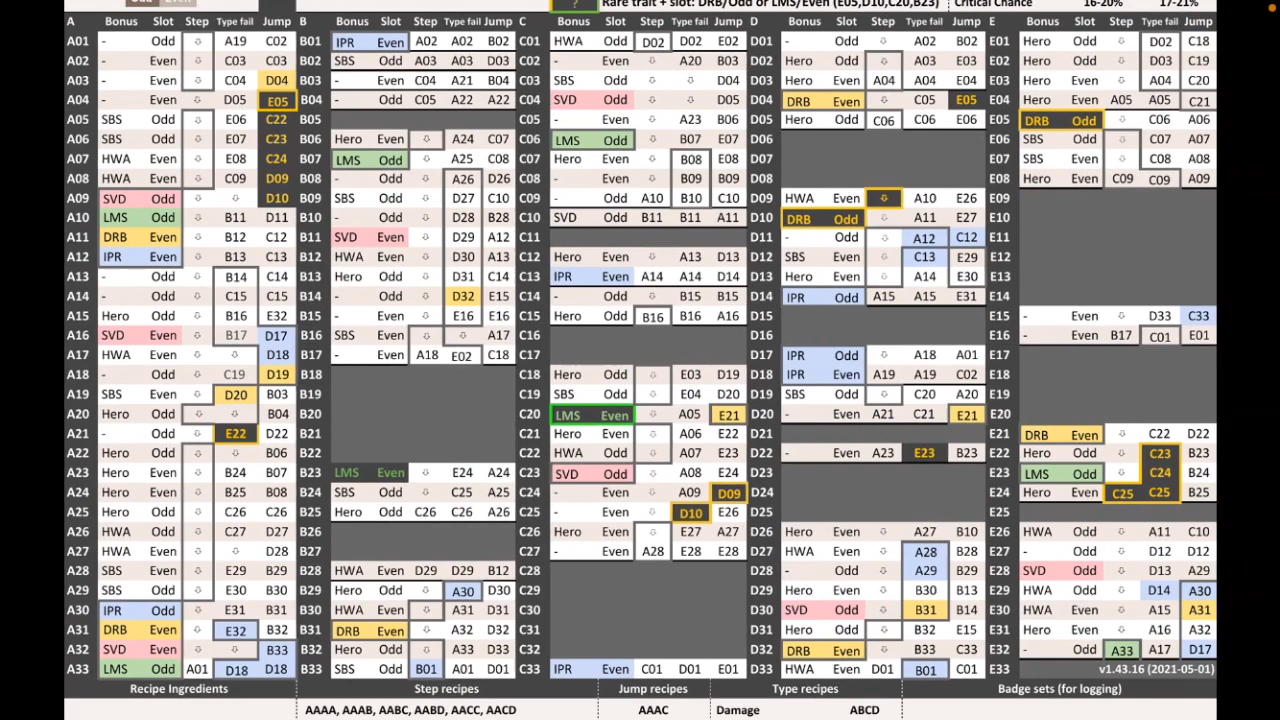 Odd Even ? Rare trait + slot: DRB/Odd or LMS/Even (E05,D10,C20,B23) Critical Chance 16-20% 17-21%
A Bonus Slot Step Type fail Jump B Bonus Slot Step Type fail Jump C Bonus Slot Step Type fail Jump D Bonus Slot Step Type fail Jump E Bonus Slot Step Type fail Jump
A01 - Odd ⇩ A19 C02 B01 IPR Even A02 A02 B02 C01 HWA Odd D02 D02 E02 D01 - Odd ⇩ A02 B02 E01 Hero Odd ⇩ D02 C18
A02 - Even ⇩ C03 C03 B02 SBS Odd A03 A03 D03 C02 - Even ⇩ A20 B03 D02 Hero Odd ⇩ A03 E03 E02 Hero Odd ⇩ D03 C19
A03 - Even ⇩ C04 D04 B03 - Even C04 A21 B04 C03 SBS Odd ⇩ ⇩ D04 D03 Hero Even A04 A04 E04 E03 Hero Even ⇩ A04 C20
A04 - Even ⇩ D05 E05 B04 - Odd C05 A22 A22 C04 SVD Odd ⇩ ⇩ D05 D04 DRB Even ⇩ C05 E05 E04 Hero Even A05 A05 C21
A05 SBS Odd ⇩ E06 C22 B05 C05 - Even ⇩ A23 B06 D05 Hero Odd C06 C06 E06 E05 DRB Odd ⇩ C06 A06
A06 SBS Odd ⇩ E07 C23 B06 Hero Even ⇩ A24 C07 C06 LMS Odd ⇩ B07 E07 D06 E06 SBS Odd ⇩ C07 A07
A07 HWA Odd ⇩ E08 C24 B07 LMS Odd ⇩ A25 C08 C07 Hero Odd ⇩ B08 E08 D07 E07 SBS Even ⇩ C08 A08
A08 HWA Even ⇩ C09 D09 B08 - Odd ⇩ A26 D26 C08 - Even ⇩ B09 B09 D08 E08 Hero Even C09 C09 A09
A09 SVD Odd ⇩ ⇩ D10 B09 SBS Odd ⇩ D27 C10 C09 - Odd A10 B10 C10 D09 HWA Even ⇩ A10 E26 E09
A10 LMS Odd ⇩ B11 D11 B10 - Odd ⇩ D28 B28 C10 SVD Odd B11 B11 A11 D10 DRB Odd ⇩ A11 E27 E10
A11 DRB Even ⇩ B12 C12 B11 SVD Even ⇩ D29 A12 C11 D11 - Odd ⇩ A12 C12 E11
A12 IPR Even ⇩ B13 C13 B12 HWA Even ⇩ D30 A13 C12 Hero Even ⇩ A13 D13 D12 SBS Even ⇩ C13 E29 E12
A13 - Odd ⇩ B14 C14 B13 Hero Odd ⇩ D31 C14 C13 IPR Even A14 A14 D14 D13 Hero Even ⇩ A14 E30 E13
A14 - Odd ⇩ C15 C15 B14 - Odd ⇩ D32 E15 C14 - Odd ⇩ B15 B15 D14 IPR Odd A15 A15 E31 E14
A15 Hero Odd ⇩ B16 E32 B15 - Odd ⇩ E16 E16 C15 Hero Odd B16 B16 A16 D15 E15 - Even ⇩ D33 C33
A16 SVD Even ⇩ B17 D17 B16 SBS Even ⇩ ⇩ A17 C16 D16 E16 - Even B17 C01 E01
A17 HWA Even ⇩ ⇩ D18 B17 - Even A18 E02 C18 C17 D17 IPR Odd ⇩ A18 A01 E17
A18 - Odd ⇩ C19 D19 B18 C18 Hero Odd ⇩ E03 D19 D18 IPR Even A19 A19 C02 E18
A19 SBS Even ⇩ D20 B03 B19 C19 SBS Odd ⇩ E04 D20 D19 SBS Odd ⇩ C20 A20 E19
A20 Hero Odd ⇩ ⇩ B04 B20 C20 LMS Even ⇩ A05 E21 D20 - Even A21 C21 E21 E20
A21 - Odd ⇩ E22 D22 B21 C21 Hero Even ⇩ A06 E22 D21 E21 DRB Even ⇩ C22 D22
A22 Hero Odd ⇩ ⇩ B06 B22 C22 HWA Even ⇩ A07 E23 D22 - Even A23 E23 B23 E22 Hero Even ⇩ C23 B23
A23 HWA Even ⇩ B24 B07 B23 LMS Even ⇩ E24 A24 C23 SVD Odd ⇩ A08 E24 D23 E23 LMS Odd ⇩ C24 B24
A24 Hero Odd ⇩ B25 B08 B24 SBS Odd ⇩ C25 A25 C24 - Even ⇩ A09 D09 D24 E24 Hero Even C25 C25 B25
A25 Hero Odd ⇩ C26 C26 B25 SBS Odd C26 C26 A26 C25 - Even ⇩ D10 E26 D25 E25
A26 HWA Odd ⇩ C27 D27 B26 C26 Hero Even ⇩ E27 A27 D26 Hero Even ⇩ A27 B10 E26 HWA Odd ⇩ A11 C10
A27 HWA Odd ⇩ ⇩ D28 B27 C27 - Even A28 E28 E28 D27 HWA Even ⇩ A28 B28 E27 - Odd ⇩ D12 D12
A28 SBS Even ⇩ E29 E29 B28 HWA Even D29 D29 B12 C28 D28 - Odd ⇩ A29 B29 E28 SVD Odd ⇩ D13 A29
A29 SBS Odd ⇩ E30 E30 B29 Hero Odd ⇩ A30 D30 C29 D29 Hero Odd ⇩ B30 B13 E29 HWA Odd ⇩ D14 A30
A30 IPR Odd ⇩ E31 B31 B30 HWA Even ⇩ A31 D31 C30 D30 SVD Odd ⇩ B31 B14 E30 HWA Even ⇩ A15 A31
A31 DRB Even ⇩ E32 B32 B31 DRB Even ⇩ A32 D32 C31 D31 Hero Odd ⇩ B32 E15 E31 Hero Even ⇩ A16 A32
A32 SVD Even ⇩ ⇩ B33 B32 Hero Odd ⇩ A33 D33 C32 D32 DRB Even ⇩ B33 C33 E32 - Odd A33 A17 D17
A33 LMS Odd A01 D18 D18 B33 SBS Odd B01 A01 D01 C33 IPR Even C01 D01 E01 D33 HWA Even D01 B01 C01 E33 v1.43.16 (2021-05-01)
Recipe Ingredients Step recipes Jump recipes Type recipes Badge sets (for logging)
AAAA, AAAB, AABC, AABD, AACC, AACD AAAC Damage ABCD